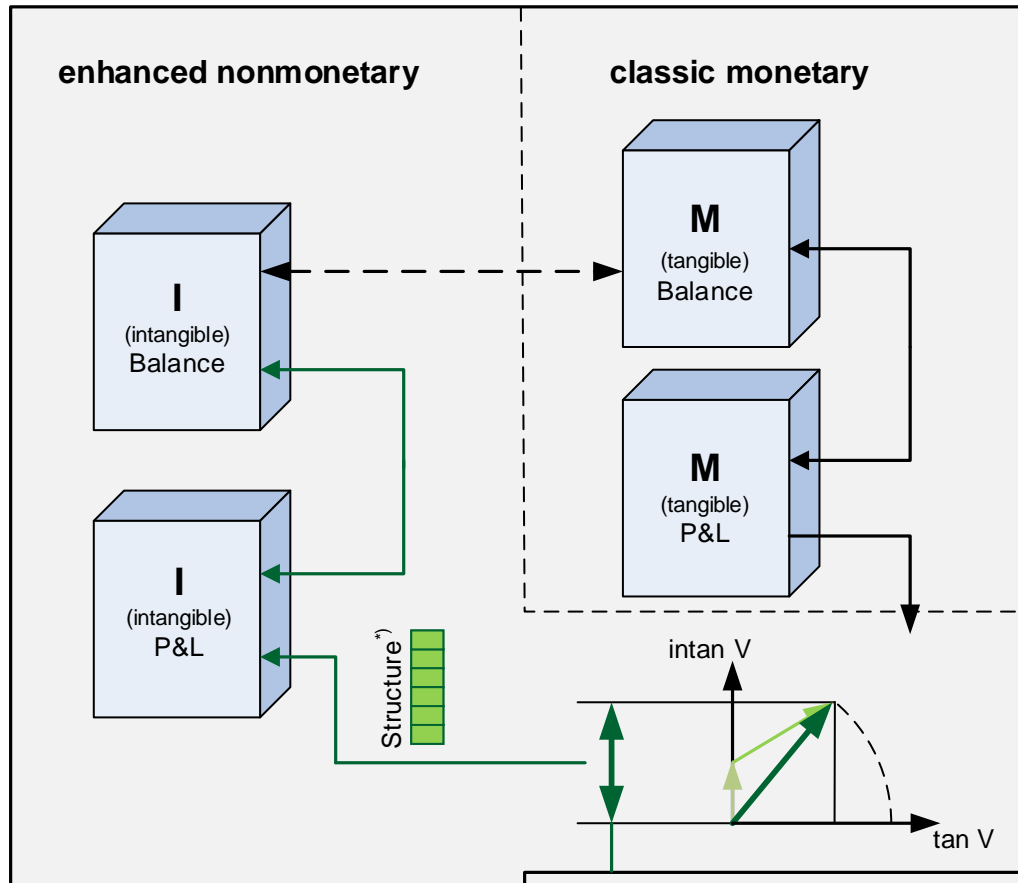 enhanced nonmonetary
classic monetary
M
(tangible)
Balance
I
(intangible)
Balance
M
(tangible)
P&L
I
(intangible)
P&L
Structure*)
intan V
tan V